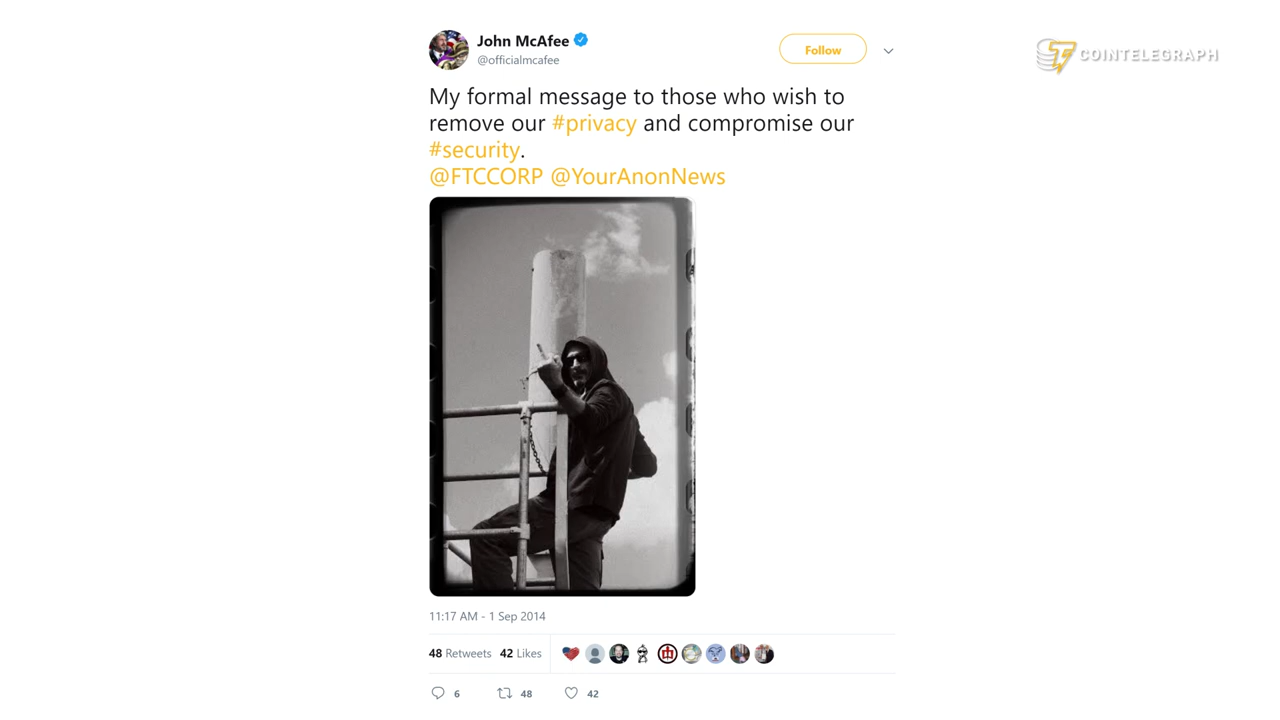 John McAfee
@officialmcafee
Follow
COINTELEGRAPH
My formal message to those who wish to
remove our #privacy and compromise our
#security.
@FTCCORP @YourAnonNews
11:17 AM - 1 Sep 2014
48 Retweets 42 Likes
6 48 42